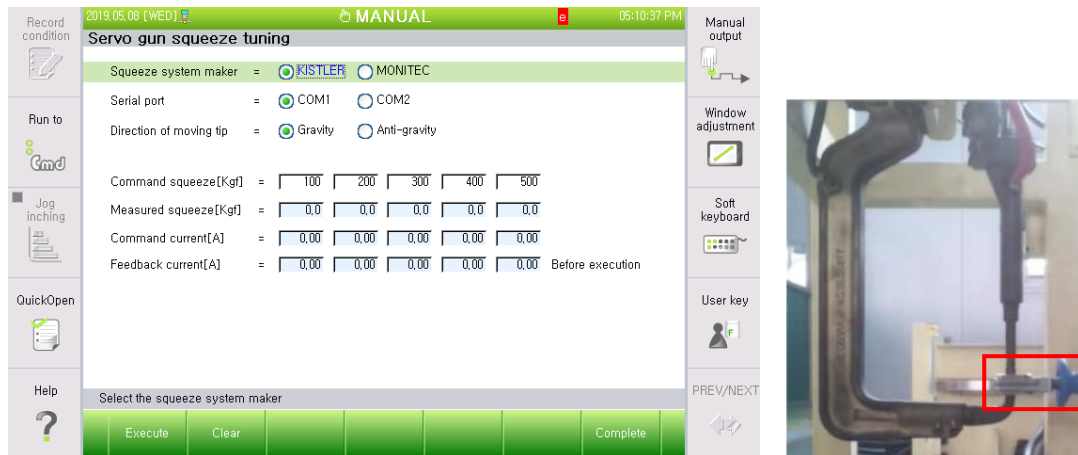 Record condition
Run to
Cmd
Jog inching
QuickOpen
Help
2019,05,08 [WED]
MANUAL
e
05:10:37 PM
Servo gun squeeze tuning
Squeeze system maker = KISTLER MONITEC
Serial port = COM1 COM2
Direction of moving tip = Gravity Anti-gravity
Command squeeze[Kgf] = 100 200 300 400 500
Measured squeeze[Kgf] = 0,0 0,0 0,0 0,0 0,0
Command current[A] = 0,00 0,00 0,00 0,00 0,00
Feedback current[A] = 0,00 0,00 0,00 0,00 0,00 Before execution
Select the squeeze system maker
Execute Clear Complete
Manual output
Window adjustment
Soft keyboard
User key
F
PREV/NEXT